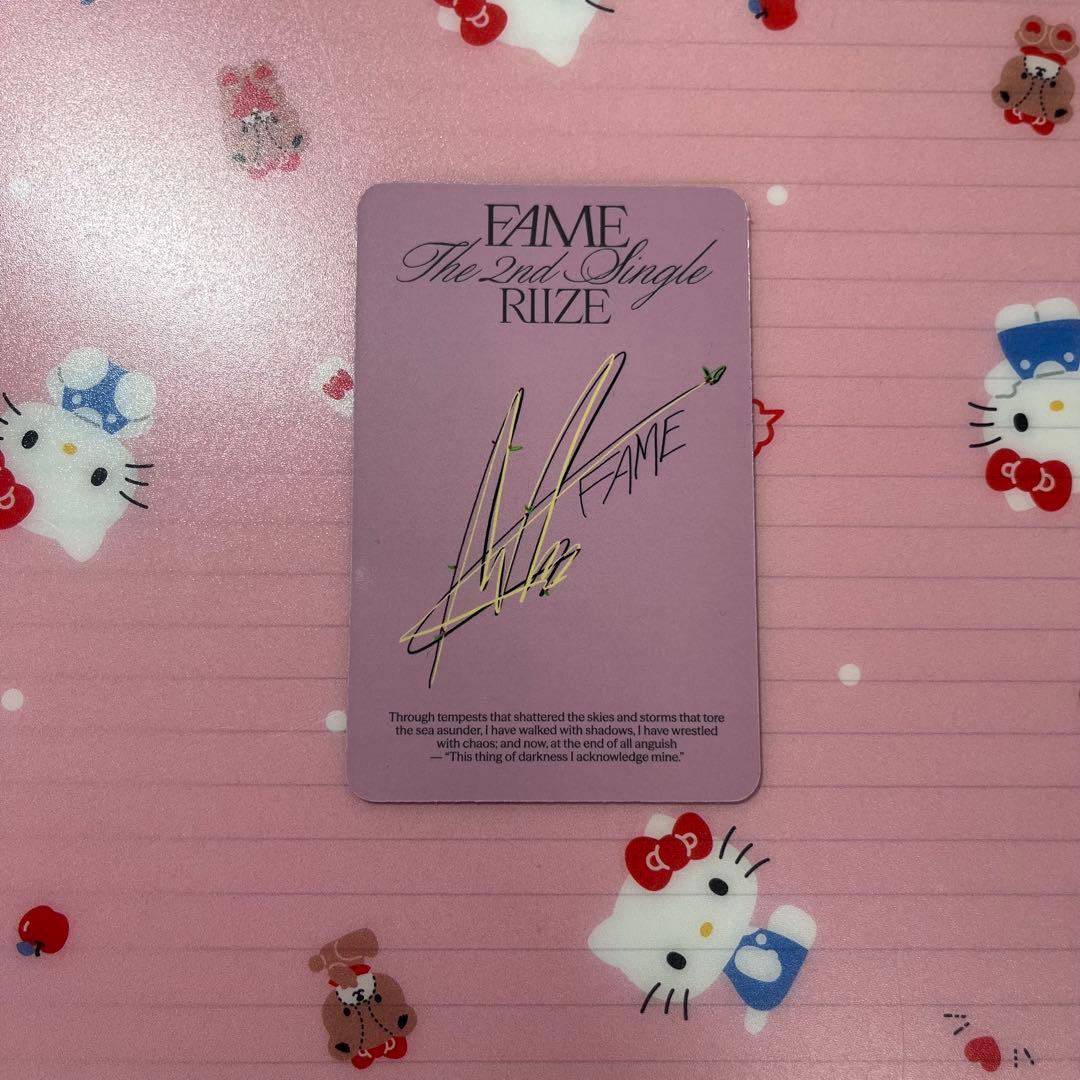 FAME
The 2nd Single
RIIZE
FAME
Through tempests that shattered the skies and storms that tore
the sea asunder, I have walked with shadows, I have wrestled
with chaos; and now, at the end of all anguish
— “This thing of darkness I acknowledge mine.”